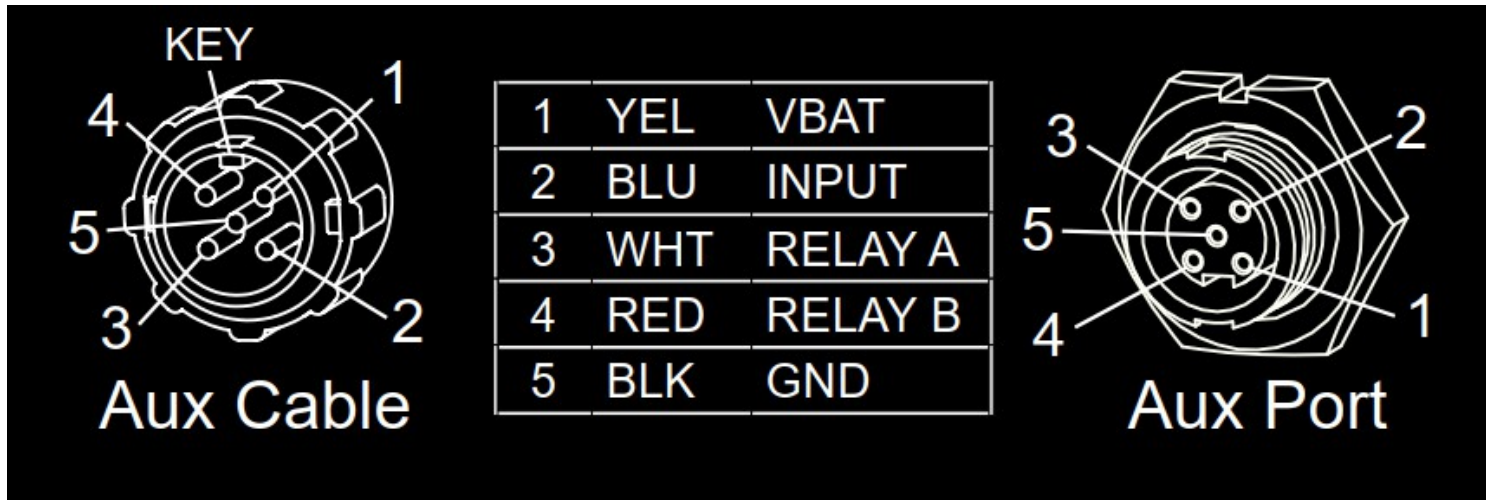 KEY
4
1
5
3
2
Aux Cable
1 YEL VBAT
2 BLU INPUT
3 WHT RELAY A
4 RED RELAY B
5 BLK GND
3
2
5
4
1
Aux Port